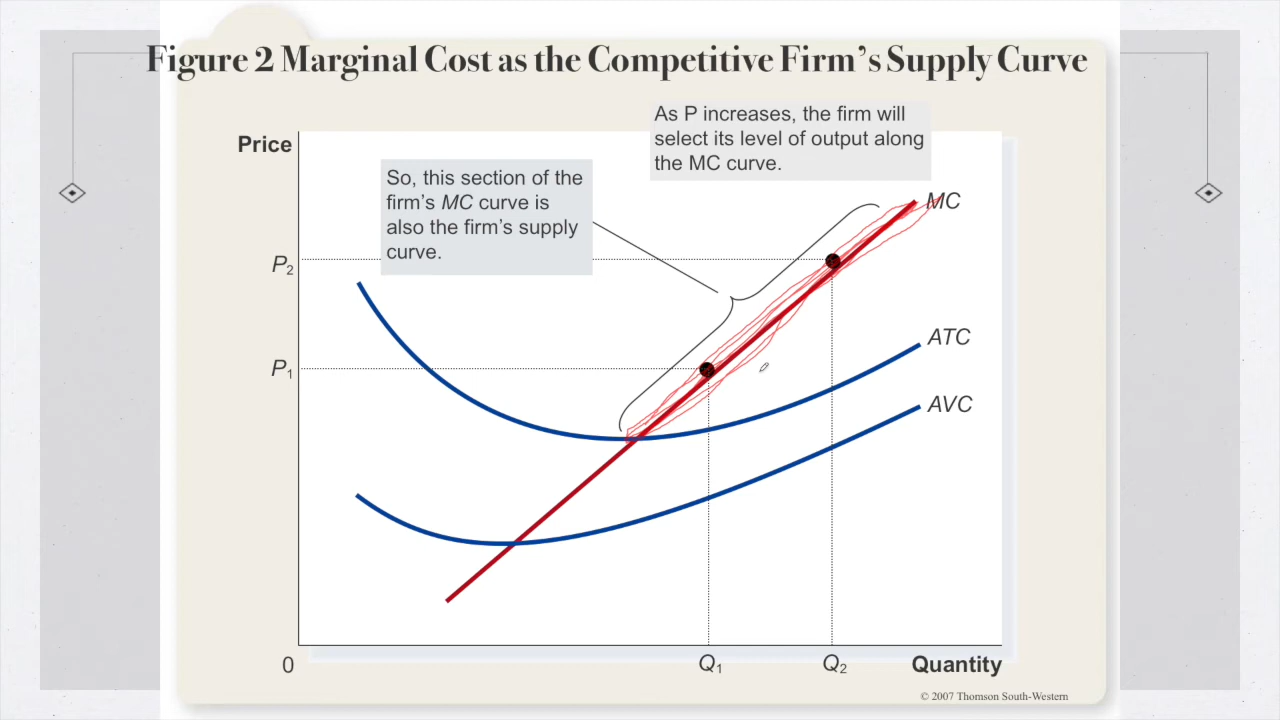 Figure 2 Marginal Cost as the Competitive Firm’s Supply Curve
As P increases, the firm will
select its level of output along
the MC curve.
Price
So, this section of the
firm’s MC curve is
also the firm’s supply
curve.
MC
P2
ATC
P1
AVC
0
Q1
Q2
Quantity
© 2007 Thomson South-Western